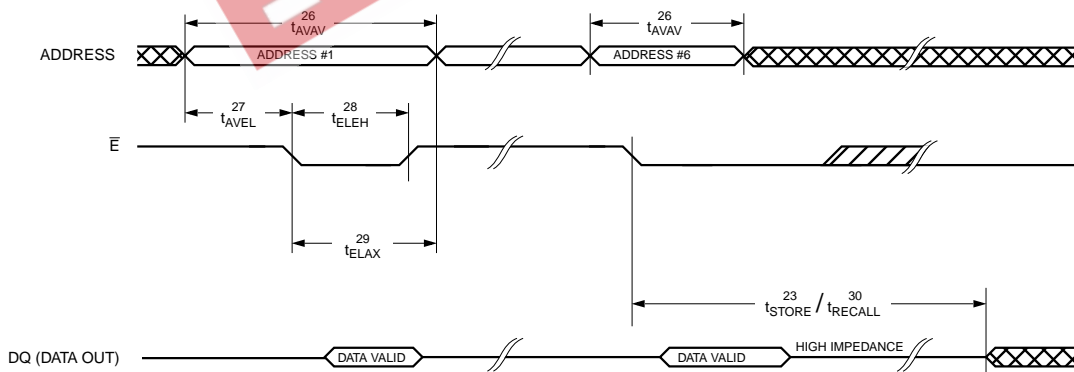 26 26
tAVAV tAVAV
ADDRESS ADDRESS #1 ADDRESS #6
27 28
tAVEL tELEH
E̅
29
tELAX
23 30
tSTORE / tRECALL
DQ (DATA OUT) DATA VALID DATA VALID HIGH IMPEDANCE